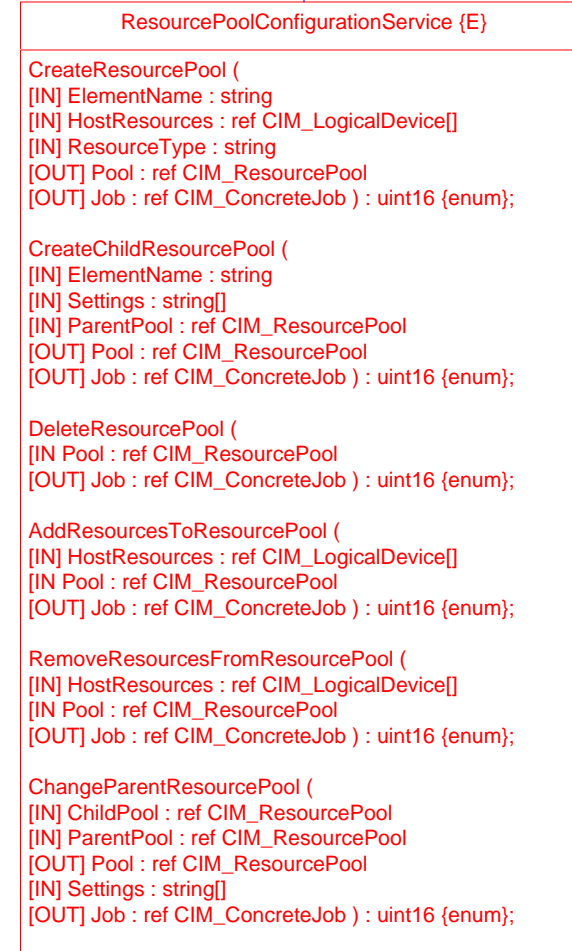 ResourcePoolConfigurationService {E}
CreateResourcePool (
[IN] ElementName : string
[IN] HostResources : ref CIM_LogicalDevice[]
[IN] ResourceType : string
[OUT] Pool : ref CIM_ResourcePool
[OUT] Job : ref CIM_ConcreteJob ) : uint16 {enum};
CreateChildResourcePool (
[IN] ElementName : string
[IN] Settings : string[]
[IN] ParentPool : ref CIM_ResourcePool
[OUT] Pool : ref CIM_ResourcePool
[OUT] Job : ref CIM_ConcreteJob ) : uint16 {enum};
DeleteResourcePool (
[IN Pool : ref CIM_ResourcePool
[OUT] Job : ref CIM_ConcreteJob ) : uint16 {enum};
AddResourcesToResourcePool (
[IN] HostResources : ref CIM_LogicalDevice[]
[IN Pool : ref CIM_ResourcePool
[OUT] Job : ref CIM_ConcreteJob ) : uint16 {enum};
RemoveResourcesFromResourcePool (
[IN] HostResources : ref CIM_LogicalDevice[]
[IN Pool : ref CIM_ResourcePool
[OUT] Job : ref CIM_ConcreteJob ) : uint16 {enum};
ChangeParentResourcePool (
[IN] ChildPool : ref CIM_ResourcePool
[IN] ParentPool : ref CIM_ResourcePool
[OUT] Pool : ref CIM_ResourcePool
[IN] Settings : string[]
[OUT] Job : ref CIM_ConcreteJob ) : uint16 {enum};